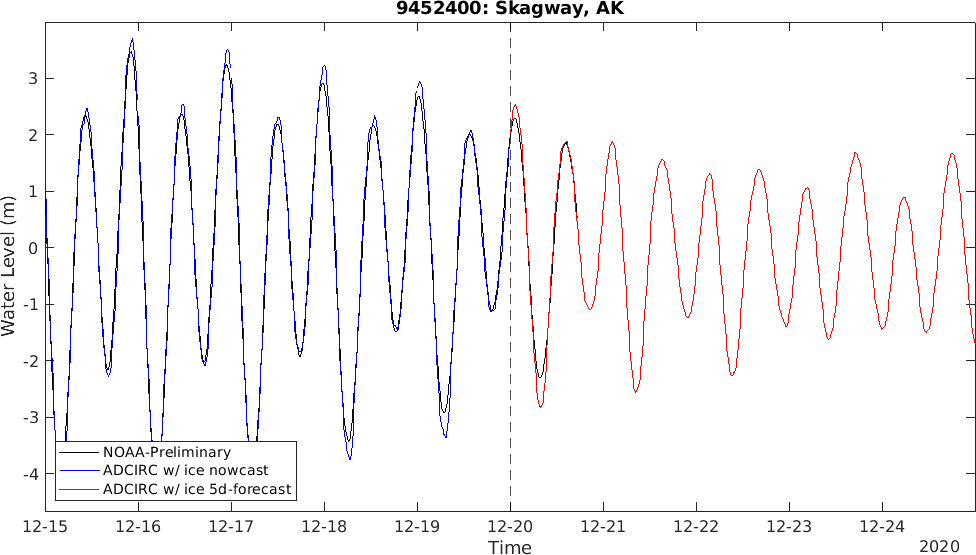 9452400: Skagway, AK
Water Level (m)
3
2
1
0
-1
-2
-3
-4
NOAA-Preliminary
ADCIRC w/ ice nowcast
ADCIRC w/ ice 5d-forecast
12-15 12-16 12-17 12-18 12-19 12-20 12-21 12-22 12-23 12-24
Time
2020